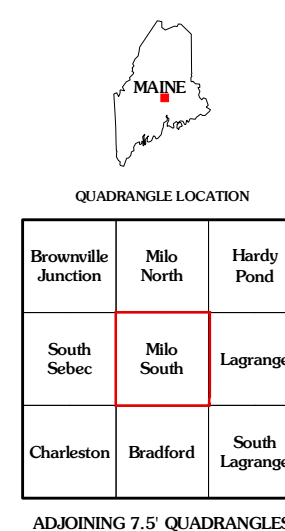 MAINE
QUADRANGLE LOCATION
Brownville Junction
Milo North
Hardy Pond
South Sebec
Milo South
Lagrange
Charleston
Bradford
South Lagrange
ADJOINING 7.5' QUADRANGLES